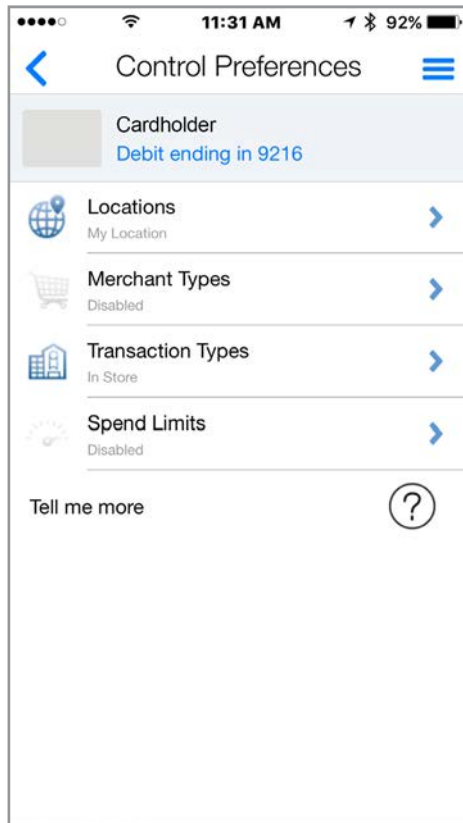 11:31 AM 92%
Control Preferences
Cardholder
Debit ending in 9216
Locations
My Location
Merchant Types
Disabled
Transaction Types
In Store
Spend Limits
Disabled
Tell me more ?